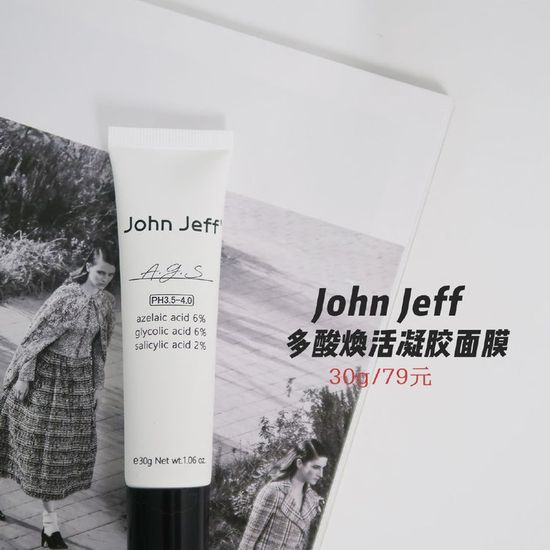 John Jeff
A.g.s
PH3.5-4.0
azelaic acid 6%
glycolic acid 6%
salicylic acid 2%
℮30g Net wt.1.06 oz.
John Jeff
多酸焕活凝胶面膜
30g/79元